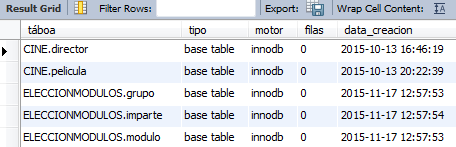 Result Grid Filter Rows: Export: Wrap Cell Content:
táboa tipo motor filas data_creacion
CINE.director base table innodb 0 2015-10-13 16:46:19
CINE.pelicula base table innodb 0 2015-10-13 20:22:39
ELECCIONMODULOS.grupo base table innodb 0 2015-11-17 12:57:53
ELECCIONMODULOS.imparte base table innodb 0 2015-11-17 12:57:54
ELECCIONMODULOS.modulo base table innodb 0 2015-11-17 12:57:53